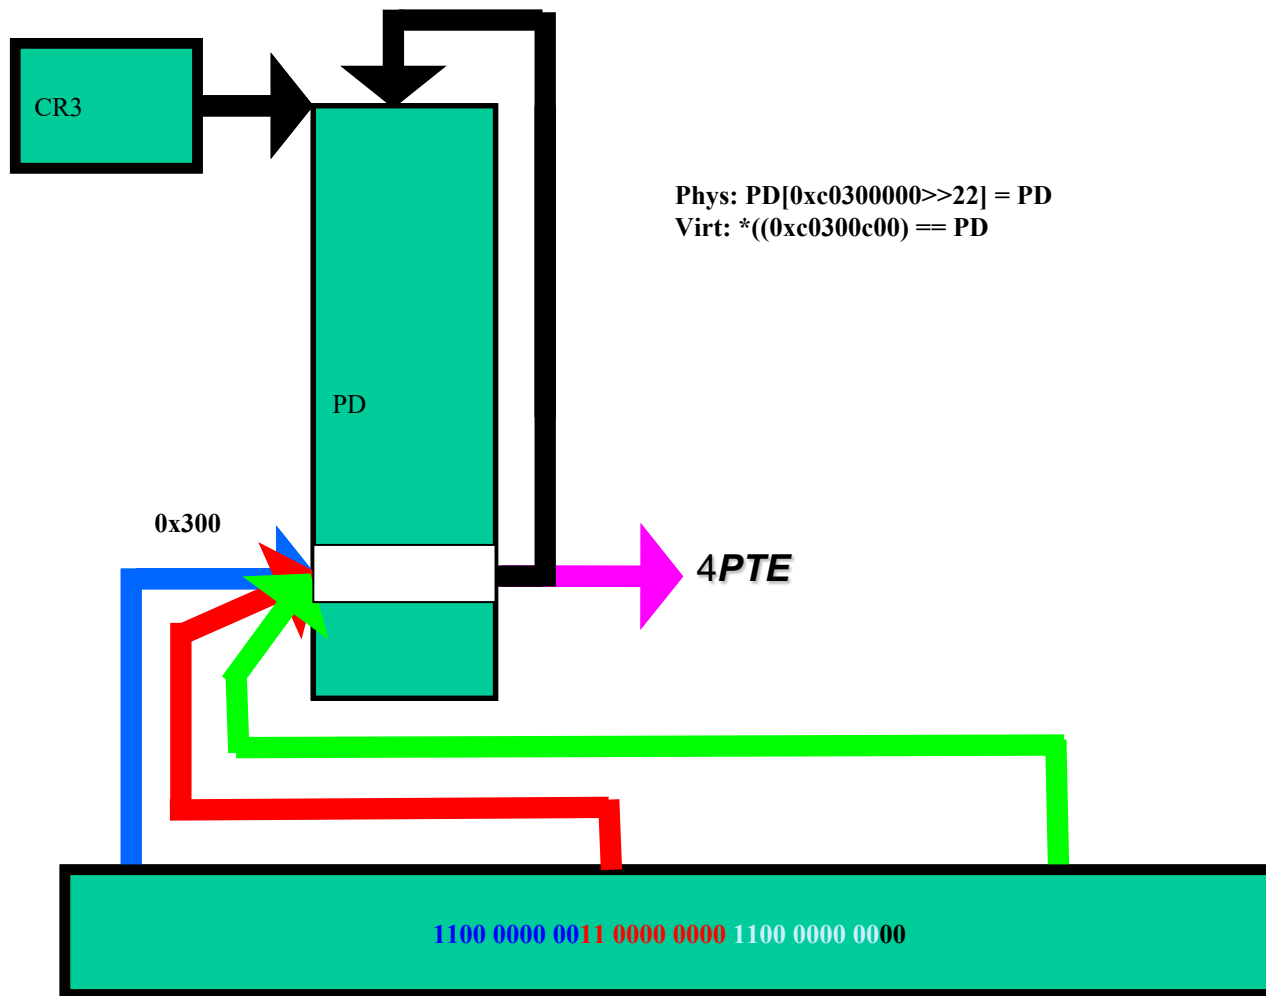 CR3
Phys: PD[0xc0300000>>22] = PD
Virt: *((0xc0300c00) == PD
PD
0x300
4PTE
1100 0000 0011 0000 0000 1100 0000 0000